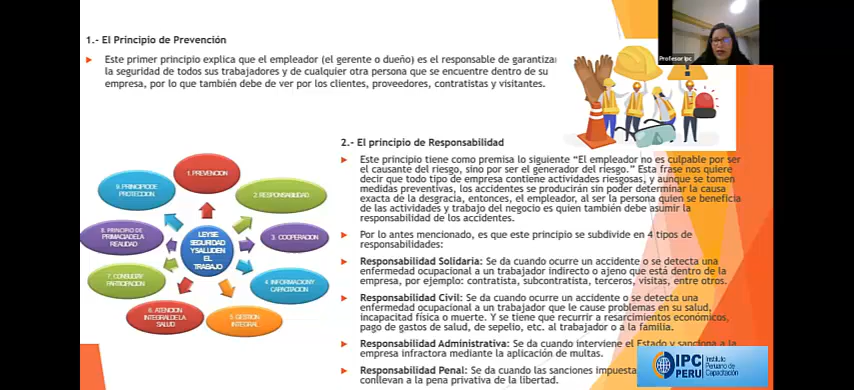 1.- El Principio de Prevención
Este primer principio explica que el empleador (el gerente o dueño) es el responsable de garantizar
la seguridad de todos sus trabajadores y de cualquier otra persona que se encuentre dentro de su
empresa, por lo que también debe de ver por los clientes, proveedores, contratistas y visitantes.
Profesor ipc
2.- El principio de Responsabilidad
Este principio tiene como premisa lo siguiente “El empleador no es culpable por ser
el causante del riesgo, sino por ser el generador del riesgo.” Esta frase nos quiere
decir que todo tipo de empresa contiene actividades riesgosas, y aunque se tomen
medidas preventivas, los accidentes se producirán sin poder determinar la causa
exacta de la desgracia, entonces, el empleador, al ser la persona quien se beneficia
de las actividades y trabajo del negocio es quien también debe asumir la
responsabilidad de los accidentes.
Por lo antes mencionado, es que este principio se subdivide en 4 tipos de
responsabilidades:
Responsabilidad Solidaria: Se da cuando ocurre un accidente o se detecta una
enfermedad ocupacional a un trabajador indirecto o ajeno que está dentro de la
empresa, por ejemplo: contratista, subcontratista, terceros, visitas, entre otros.
Responsabilidad Civil: Se da cuando ocurre un accidente o se detecta una
enfermedad ocupacional a un trabajador que le cause problemas en su salud,
incapacidad física o muerte. Y se tiene que recurrir a resarcimientos económicos,
pago de gastos de salud, de sepelio, etc. al trabajador o a la familia.
Responsabilidad Administrativa: Se da cuando interviene el Estado y sanciona a la
empresa infractora mediante la aplicación de multas.
Responsabilidad Penal: Se da cuando las sanciones impuesta
conllevan a la pena privativa de la libertad.
1. PREVENCION
2. RESPONSABILIDAD
3. COOPERACION
4. INFORMACION Y
CAPACITACION
5. GESTION
INTEGRAL
6. ATENCION
INTEGRAL DE LA
SALUD
7. CONSULTA Y
PARTICIPACION
8. PRINCIPIO DE
PRIMACIA DE LA
REALIDAD
9. PRINCIPIO DE
PROTECCION
LEY DE
SEGURIDAD
Y SALUD EN
EL
TRABAJO
IPC
PERU
Instituto
Peruano de
Capacitación